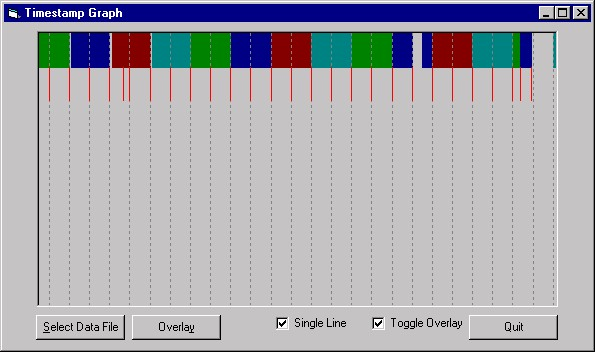 Timestamp Graph
Select Data File
Overlay
Single Line
Toggle Overlay
Quit